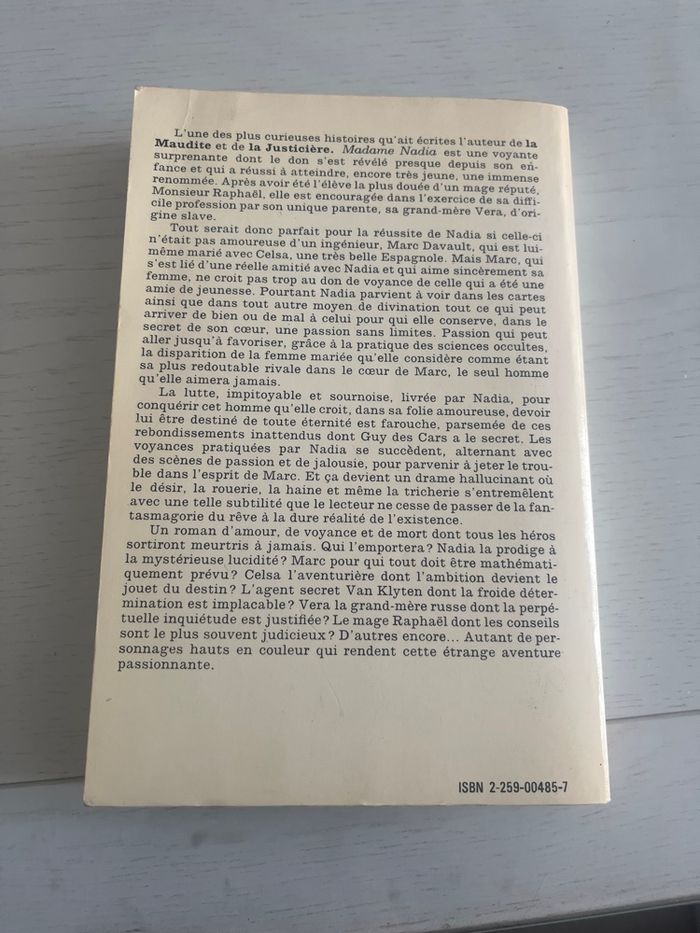 L'une des plus curieuses histoires qu'ait écrites l'auteur de la
Maudite et de la Justicière. Madame Nadia est une voyante
surprenante dont le don s'est révélé presque depuis son en-
fance et qui a réussi à atteindre, encore très jeune, une immense
renommée. Après avoir été l'élève la plus douée d'un mage réputé,
Monsieur Raphaël, elle est encouragée dans l'exercice de sa diffi-
cile profession par son unique parente, sa grand-mère Vera, d'ori-
gine slave.
Tout serait donc parfait pour la réussite de Nadia si celle-ci
n'était pas amoureuse d'un ingénieur, Marc Davault, qui est lui-
même marié avec Celsa, une très belle Espagnole. Mais Marc, qui
s'est lié d'une réelle amitié avec Nadia et qui aime sincèrement sa
femme, ne croit pas trop au don de voyance de celle qui a été une
amie de jeunesse. Pourtant Nadia parvient à voir dans les cartes
ainsi que dans tout autre moyen de divination tout ce qui peut
arriver de bien ou de mal à celui pour qui elle conserve, dans le
secret de son cœur, une passion sans limites. Passion qui peut
aller jusqu'à favoriser, grâce à la pratique des sciences occultes,
la disparition de la femme mariée qu'elle considère comme étant
sa plus redoutable rivale dans le cœur de Marc, le seul homme
qu'elle aimera jamais.
La lutte, impitoyable et sournoise, livrée par Nadia, pour
conquérir cet homme qu'elle croit, dans sa folie amoureuse, devoir
lui être destiné de toute éternité est farouche, parsemée de ces
rebondissements inattendus dont Guy des Cars a le secret. Les
voyances pratiquées par Nadia se succèdent, alternant avec
des scènes de passion et de jalousie, pour parvenir à jeter le trou-
ble dans l'esprit de Marc. Et ça devient un drame hallucinant où
le désir, la rouerie, la haine et même la tricherie s'entremêlent
avec une telle subtilité que le lecteur ne cesse de passer de la fan-
tasmagorie du rêve à la dure réalité de l'existence.
Un roman d'amour, de voyance et de mort dont tous les héros
sortiront meurtris à jamais. Qui l'emportera? Nadia la prodige à
la mystérieuse lucidité? Marc pour qui tout doit être mathémati-
quement prévu? Celsa l'aventurière dont l'ambition devient le
jouet du destin? L'agent secret Van Klyten dont la froide déter-
mination est implacable? Vera la grand-mère russe dont la perpé-
tuelle inquiétude est justifiée? Le mage Raphaël dont les conseils
sont le plus souvent judicieux? D'autres encore... Autant de per-
sonnages hauts en couleur qui rendent cette étrange aventure
passionnante.
ISBN 2-259-00485-7